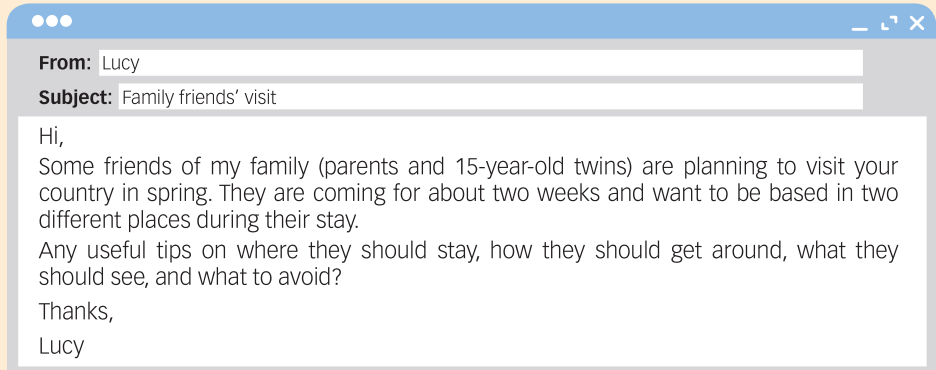 From: Lucy
Subject: Family friends’ visit
Hi,
Some friends of my family (parents and 15-year-old twins) are planning to visit your
country in spring. They are coming for about two weeks and want to be based in two
different places during their stay.
Any useful tips on where they should stay, how they should get around, what they
should see, and what to avoid?
Thanks,
Lucy